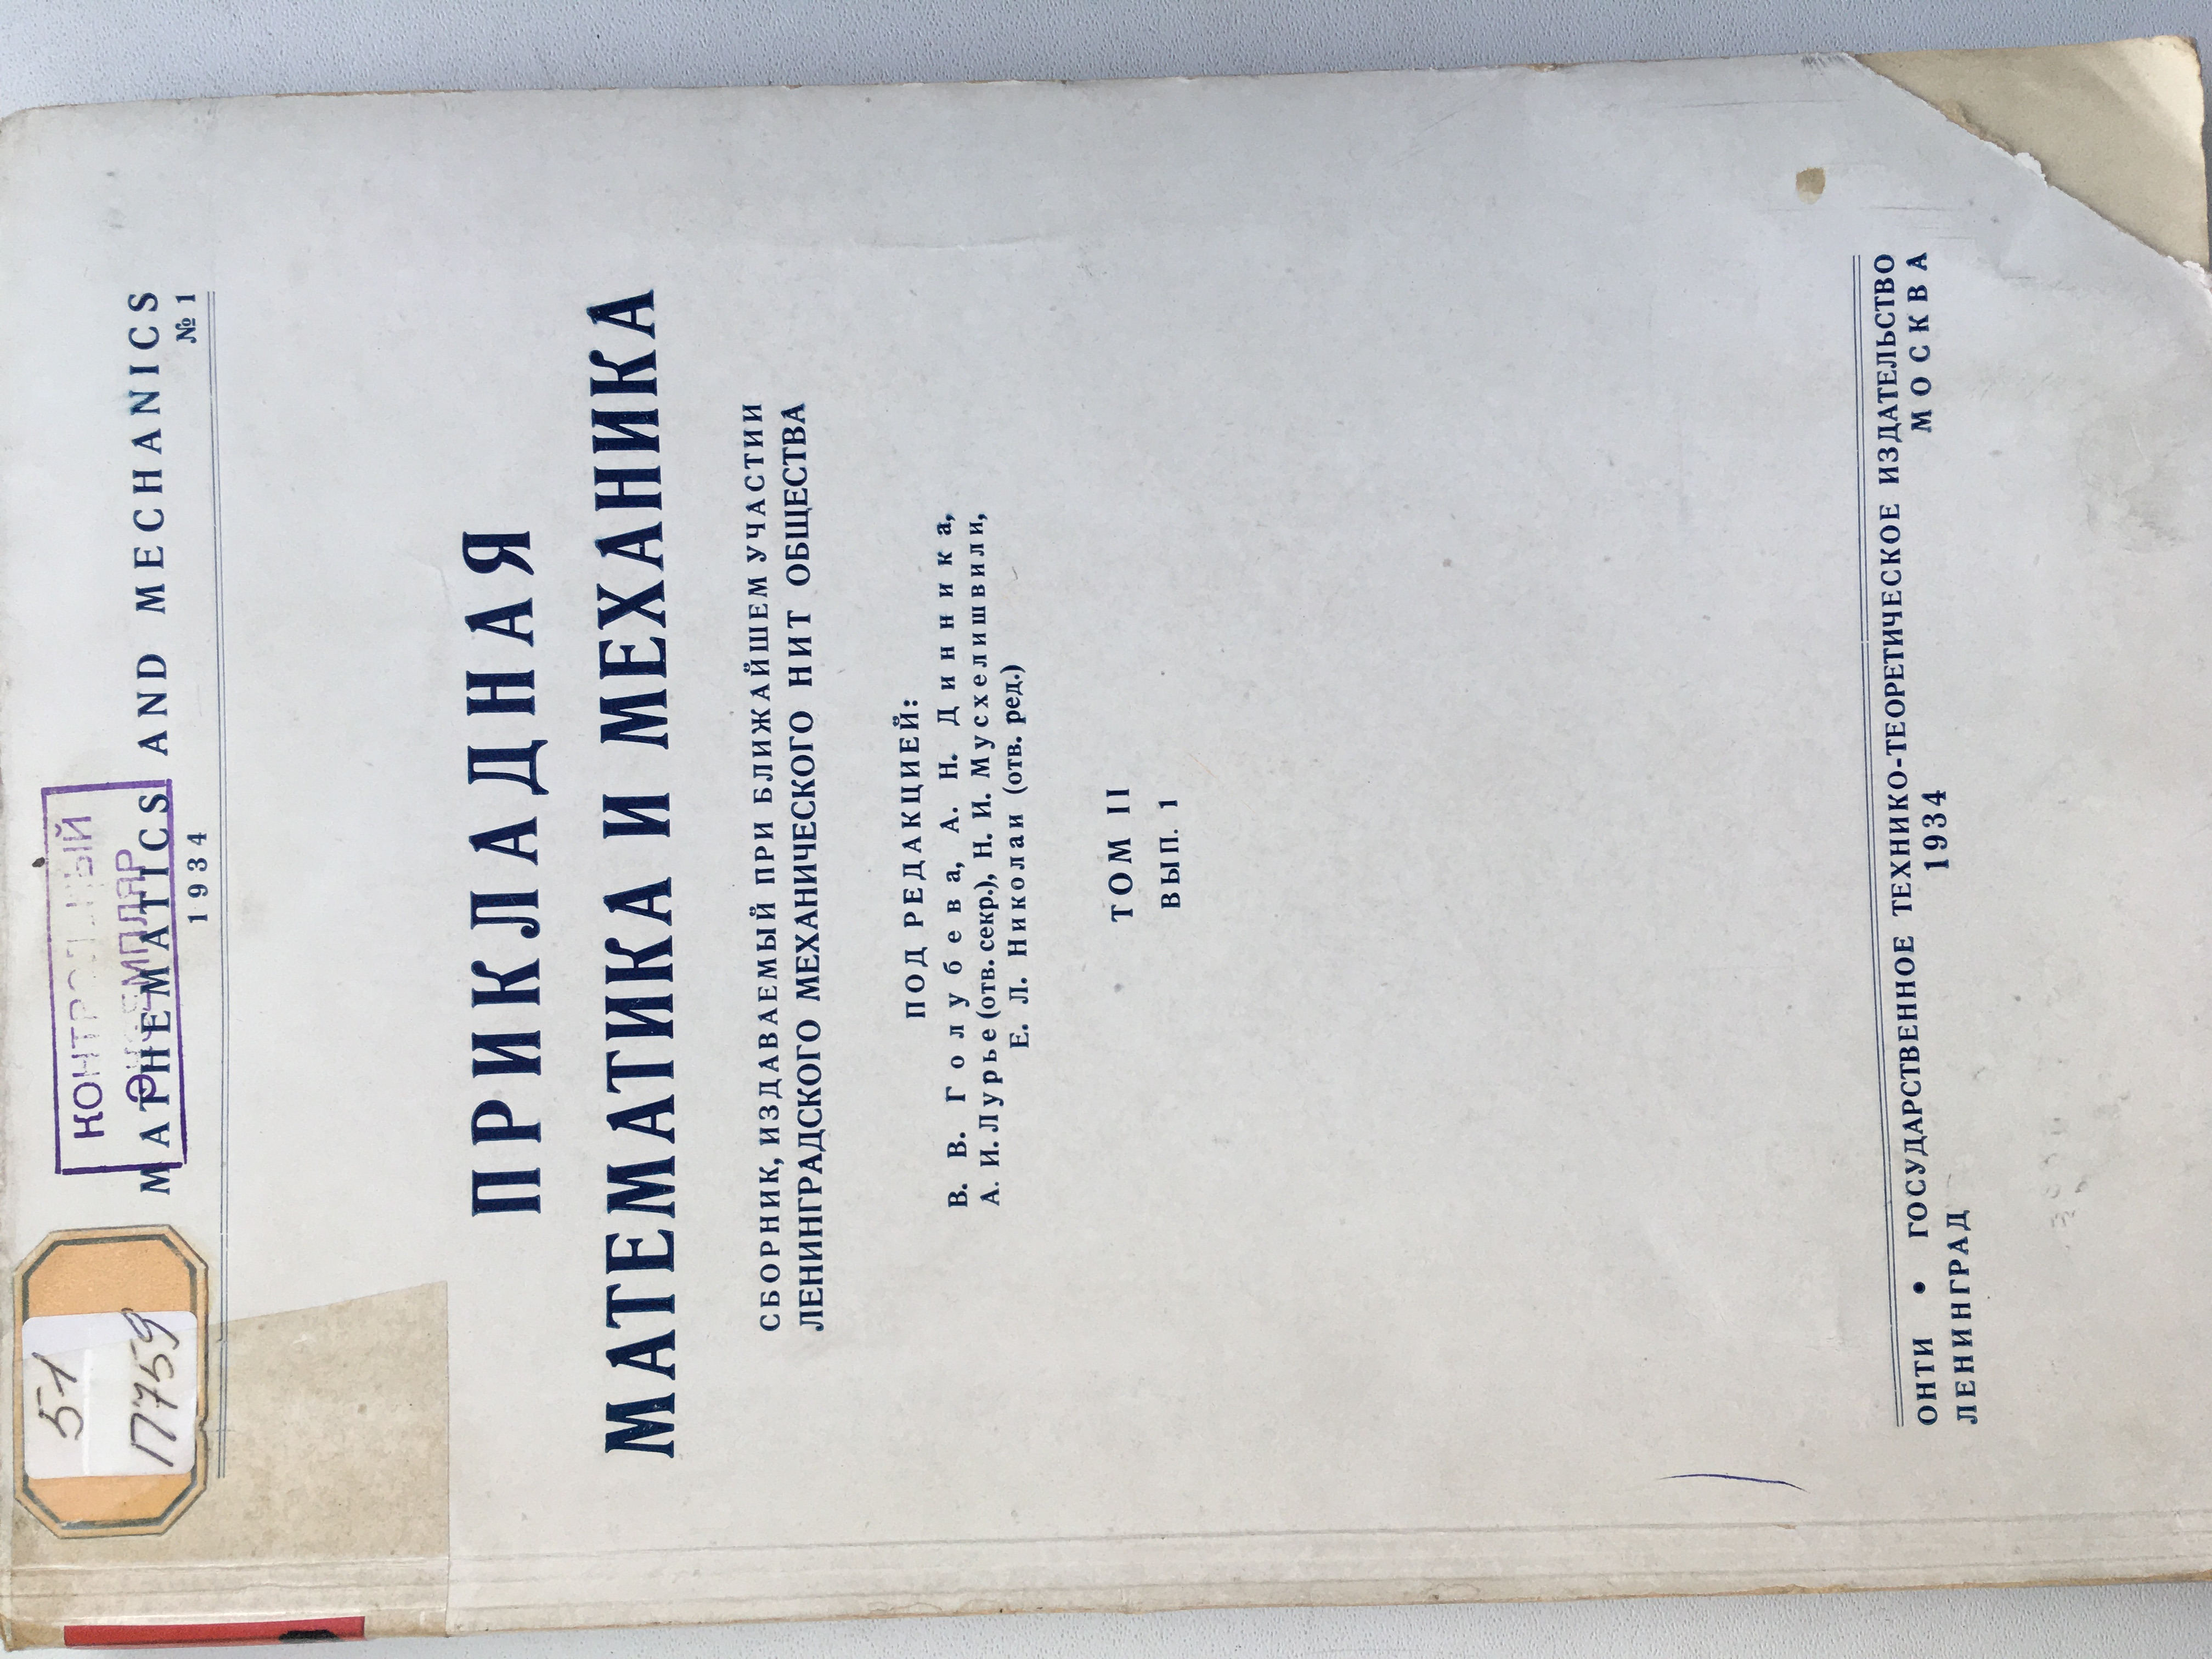 51
П759
КОНТРОЛЬНЫЙ
ЭКЗЕМПЛЯР
MATHEMATICS AND MECHANICS
1934 № 1
ПРИКЛАДНАЯ
МАТЕМАТИКА И МЕХАНИКА
СБОРНИК, ИЗДАВАЕМЫЙ ПРИ БЛИЖАЙШЕМ УЧАСТИИ
ЛЕНИНГРАДСКОГО МЕХАНИЧЕСКОГО НИТ ОБЩЕСТВА
ПОД РЕДАКЦИЕЙ:
В. В. Голубева, А. Н. Динника,
А. И. Лурье (отв. секр.), Н. И. Мусхелишвили,
Е. Л. Николаи (отв. ред.)
ТОМ II
ВЫП. 1
ОНТИ • ГОСУДАРСТВЕННОЕ ТЕХНИКО-ТЕОРЕТИЧЕСКОЕ ИЗДАТЕЛЬСТВО
ЛЕНИНГРАД 1934 МОСКВА